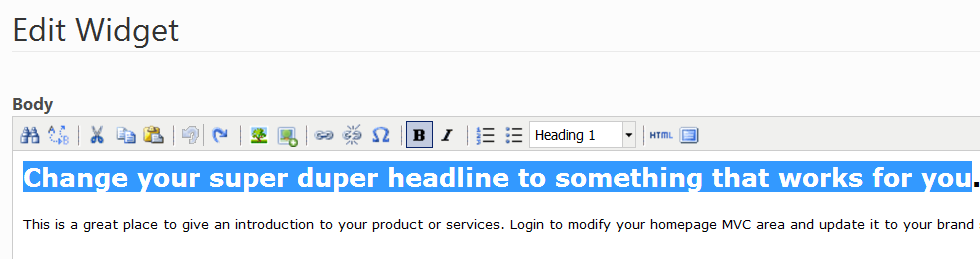 Edit Widget
Body
B I Heading 1 HTML
Change your super duper headline to something that works for you.
This is a great place to give an introduction to your product or services. Login to modify your homepage MVC area and update it to your brand